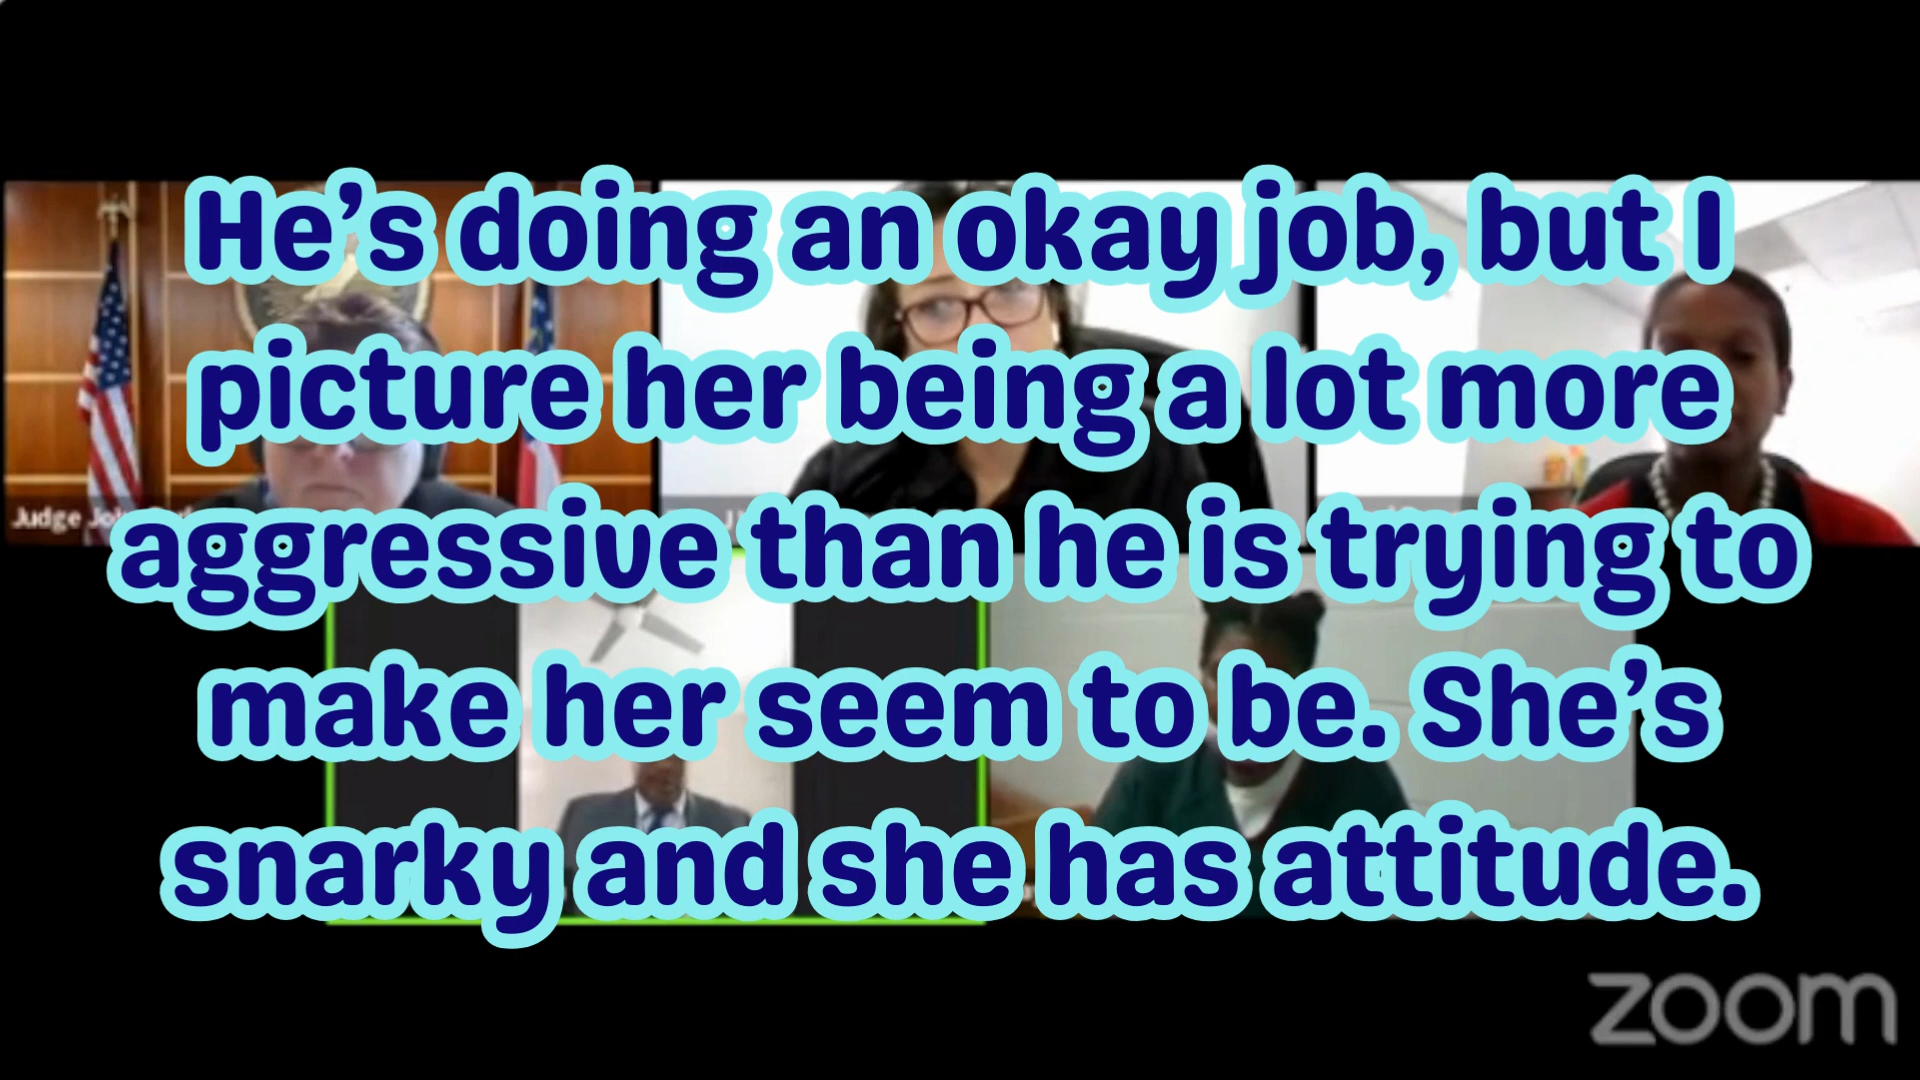 He's doing an okay job, but I
picture her being a lot more
aggressive than he is trying to
make her seem to be. She's
snarky and she has attitude.
Judge
zoom